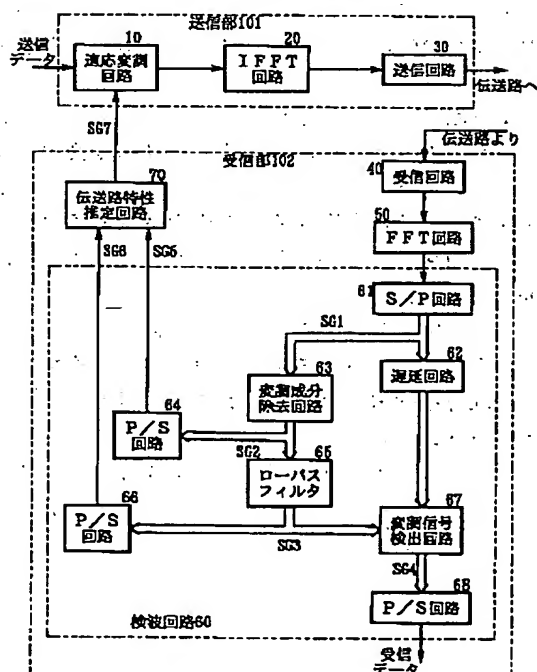 送信部101
送信
データ
10
適応変調
回路
20
IFFT
回路
30
送信回路
伝送路へ
SG7
伝送路より
受信部102
40
受信回路
70
伝送路特性
推定回路
50
FFT回路
SG6
SG5
61
S/P回路
SG1
62
遅延回路
63
変調成分
除去回路
64
P/S
回路
SG2
65
ローパス
フィルタ
66
P/S
回路
67
変調信号
検出回路
SG3
SG4
68
P/S回路
検波回路60
受信
データ